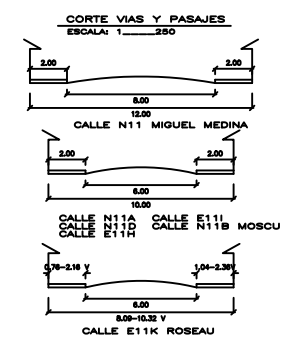 CORTE VIAS Y PASAJES
ESCALA: 1____250
2.00 2.00
8.00
12.00
CALLE N11 MIGUEL MEDINA
2.00 2.00
6.00
10.00
CALLE N11A CALLE E11I
CALLE N11D CALLE N11B MOSCU
CALLE E11H
0.76-2.16 V 1.04-2.36V
6.00
8.09-10.32 V
CALLE E11K ROSEAU